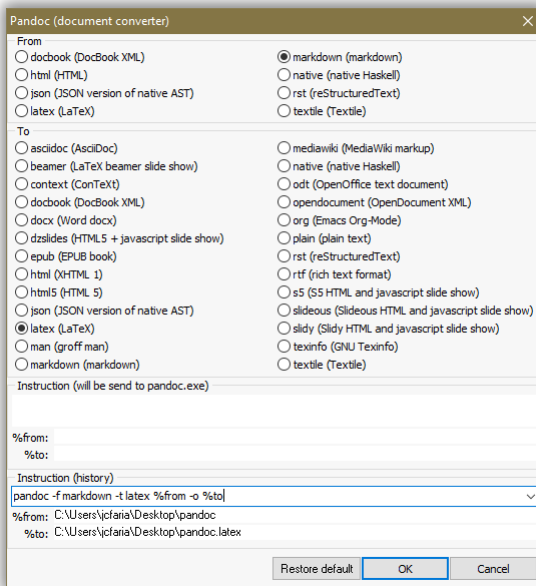 Pandoc (document converter)
From
docbook (DocBook XML)
html (HTML)
json (JSON version of native AST)
latex (LaTeX)
markdown (markdown)
native (native Haskell)
rst (reStructuredText)
textile (Textile)
To
asciidoc (AsciiDoc)
beamer (LaTeX beamer slide show)
context (ConTeXt)
docbook (DocBook XML)
docx (Word docx)
dzslides (HTML5 + javascript slide show)
epub (EPUB book)
html (XHTML 1)
html5 (HTML 5)
json (JSON version of native AST)
latex (LaTeX)
man (groff man)
markdown (markdown)
mediawiki (MediaWiki markup)
native (native Haskell)
odt (OpenOffice text document)
opendocument (OpenDocument XML)
org (Emacs Org-Mode)
plain (plain text)
rst (reStructuredText)
rtf (rich text format)
s5 (S5 HTML and javascript slide show)
slideous (Slideous HTML and javascript slide show)
slidy (Slidy HTML and javascript slide show)
texinfo (GNU Texinfo)
textile (Textile)
Instruction (will be send to pandoc.exe)
%from:
%to:
Instruction (history)
pandoc -f markdown -t latex %from -o %to
%from: C:\Users\jcfaria\Desktop\pandoc
%to: C:\Users\jcfaria\Desktop\pandoc.latex
Restore default OK Cancel